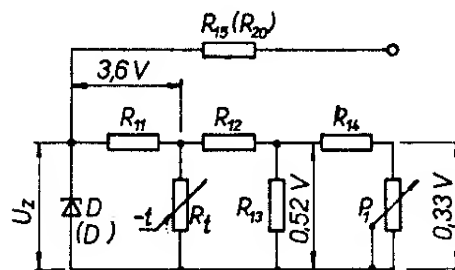 R15 (R20)
3,6 V
R11
R12
R14
Uz
D
(D)
-t
Rt
R13
0,52 V
P1
0,33 V